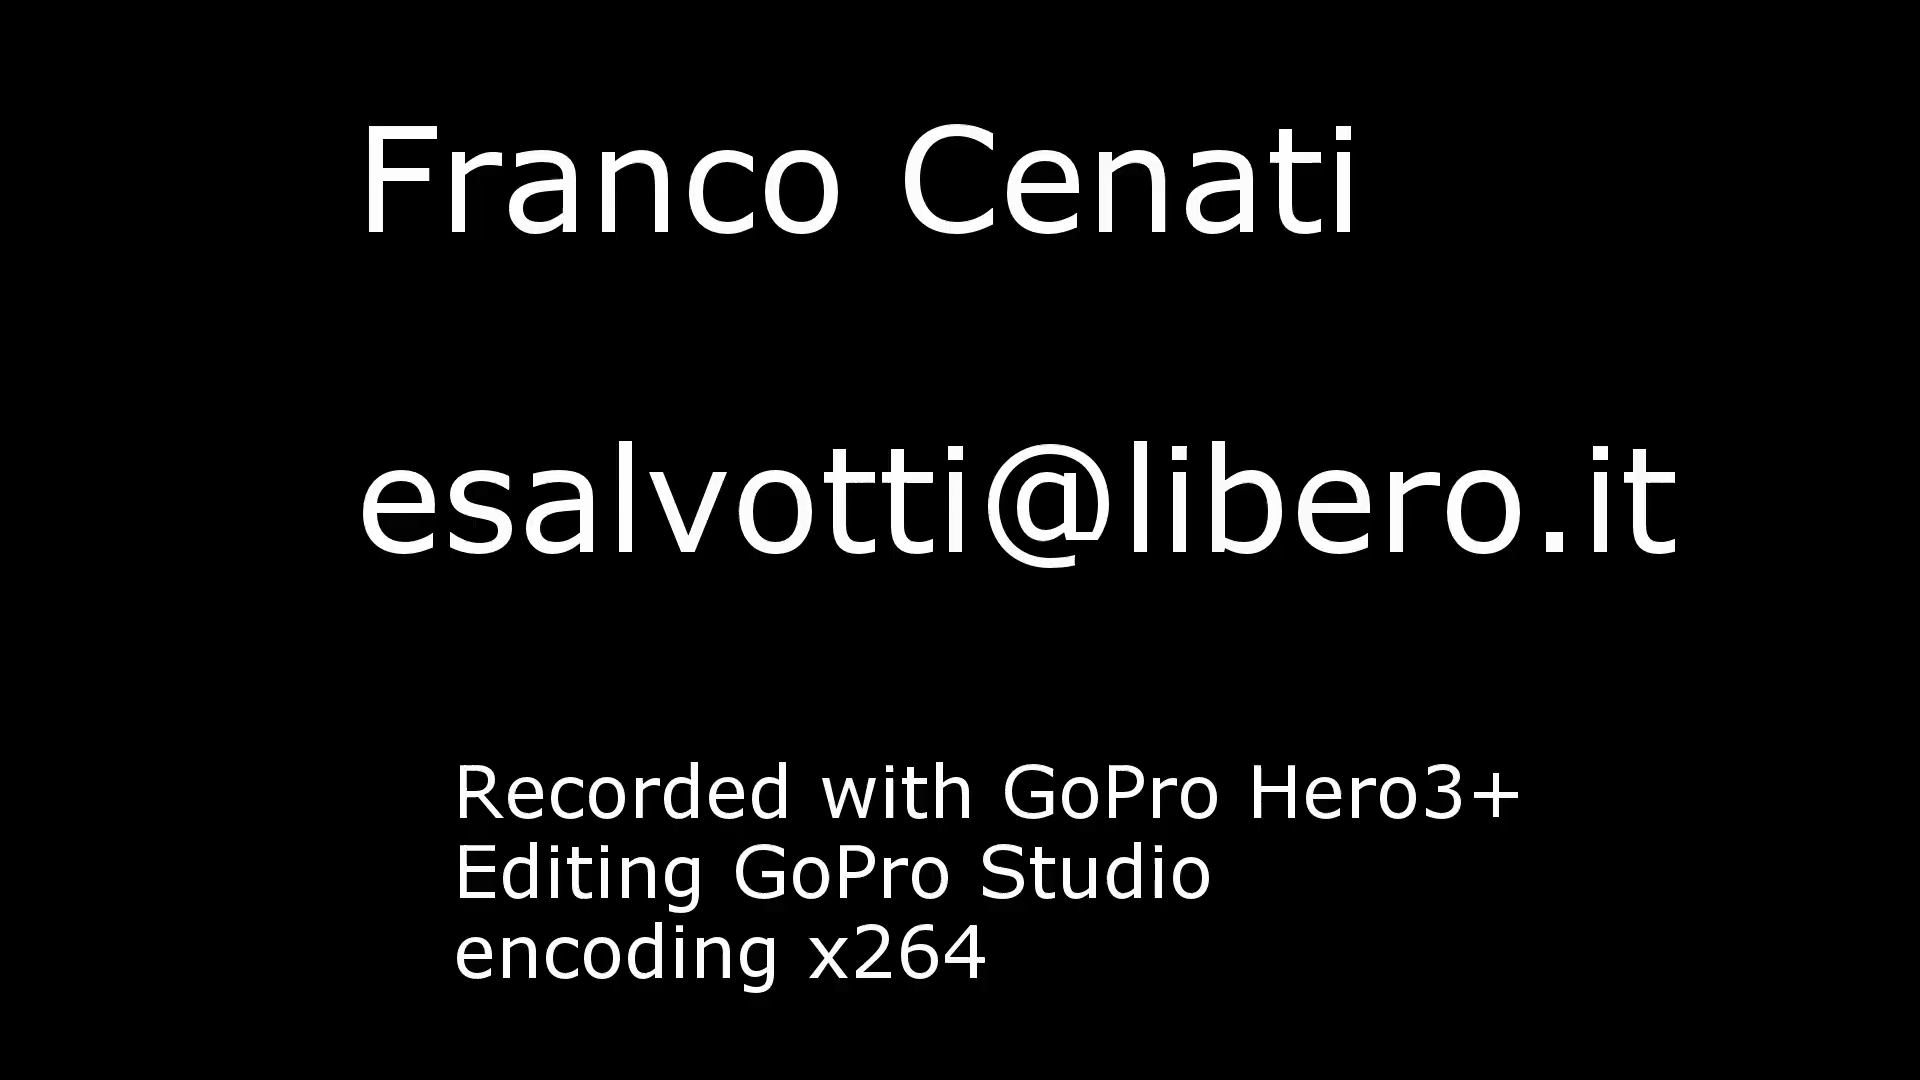 Franco Cenati
esalvotti@libero.it
Recorded with GoPro Hero3+
Editing GoPro Studio
encoding x264